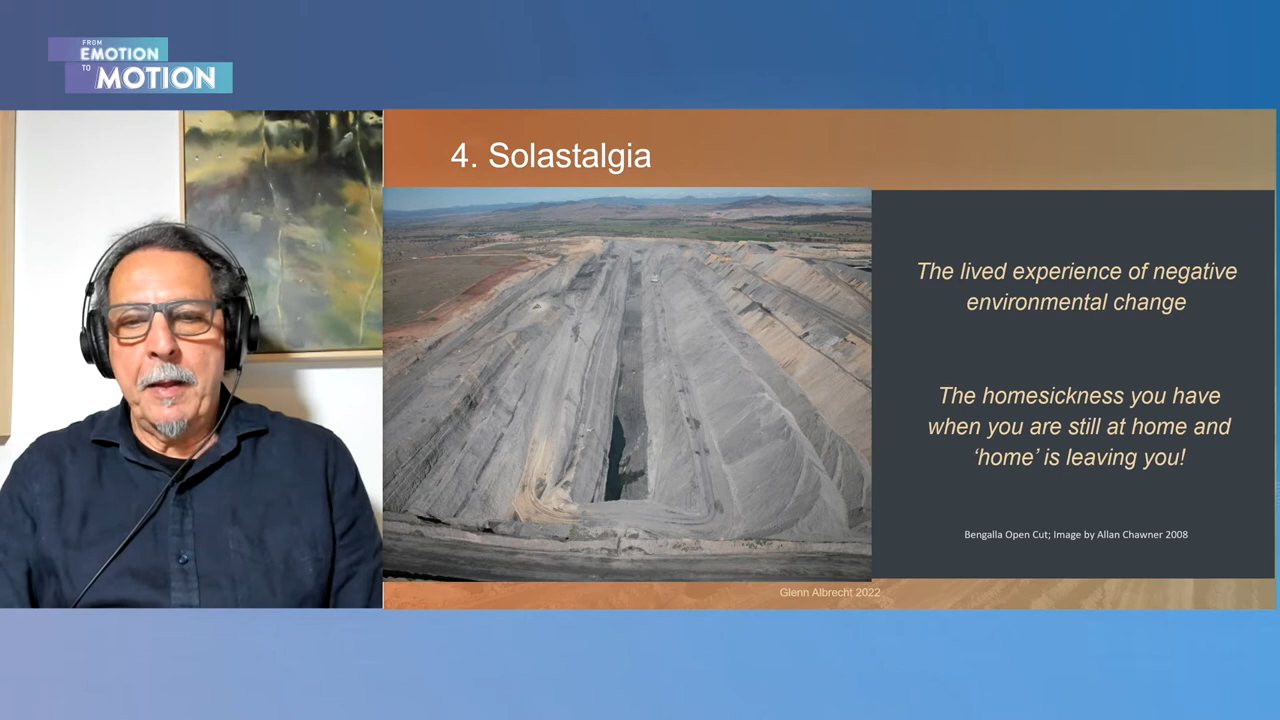 FROM
EMOTION
TO MOTION
4. Solastalgia
The lived experience of negative
environmental change
The homesickness you have
when you are still at home and
‘home’ is leaving you!
Bengalla Open Cut; Image by Allan Chawner 2008
Glenn Albrecht 2022